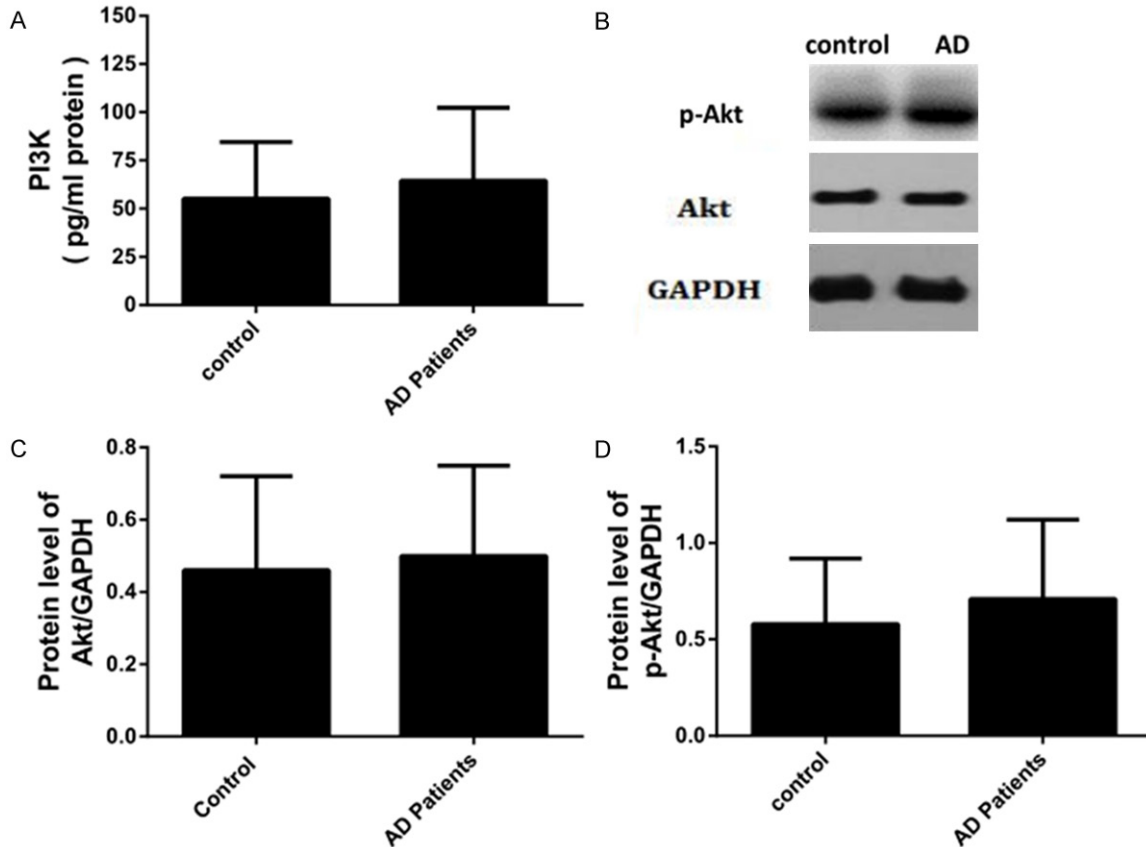 A
150
125
100
75
50
25
0
PI3K
( pg/ml protein )
control
AD Patients
B
control AD
p-Akt
Akt
GAPDH
C
0.8
0.6
0.4
0.2
0.0
Protein level of
Akt/GAPDH
Control
AD Patients
D
1.5
1.0
0.5
0.0
Protein level of
p-Akt/GAPDH
control
AD Patients